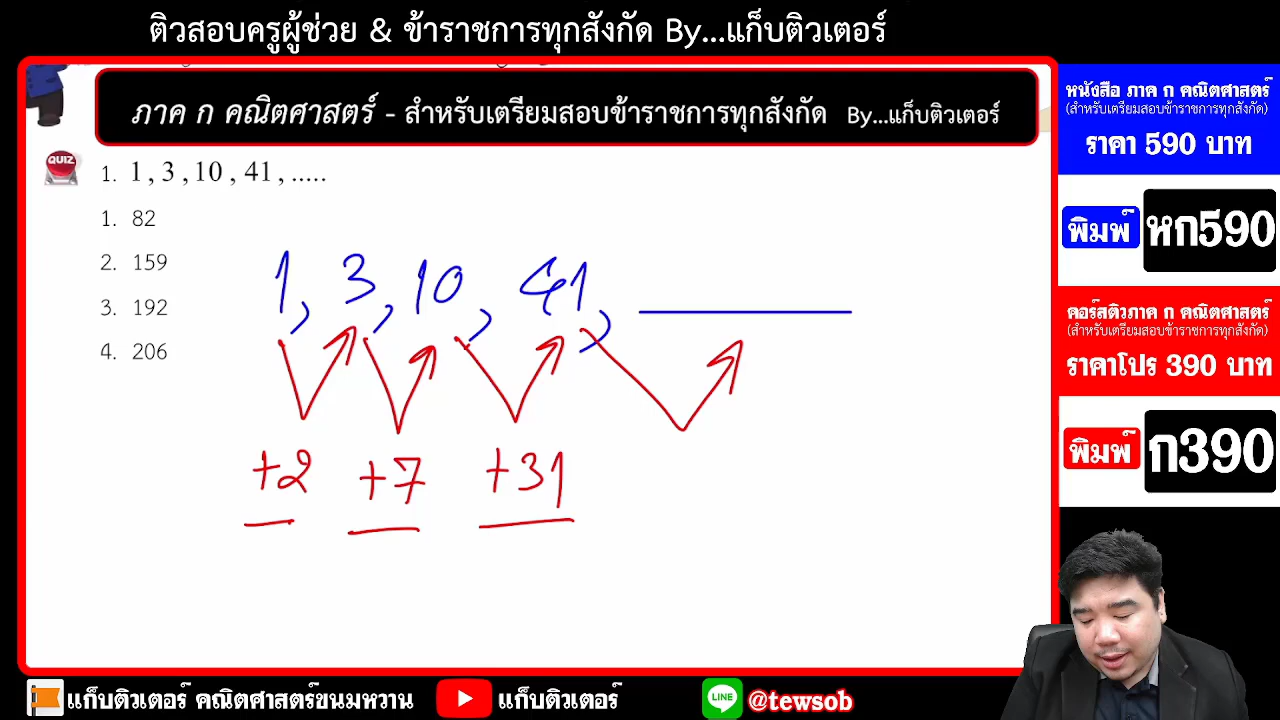 ติวสอบครูผู้ช่วย & ข้าราชการทุกสังกัด By...แก็บติวเตอร์
ภาค ก คณิตศาสตร์ - สำหรับเตรียมสอบข้าราชการทุกสังกัด By...แก็บติวเตอร์
QUIZ
1. 1 , 3 , 10 , 41 , .....
1. 82
2. 159
3. 192
4. 206
1, 3, 10, 41,
+2 +7 +31
หนังสือ ภาค ก คณิตศาสตร์
(สำหรับเตรียมสอบข้าราชการทุกสังกัด)
ราคา 590 บาท
พิมพ์ หก590
คอร์สติวภาค ก คณิตศาสตร์
(สำหรับเตรียมสอบข้าราชการทุกสังกัด)
ราคาโปร 390 บาท
พิมพ์ ก390
แก็บติวเตอร์ คณิตศาสตร์ขนมหวาน แก็บติวเตอร์ LINE @tewsob